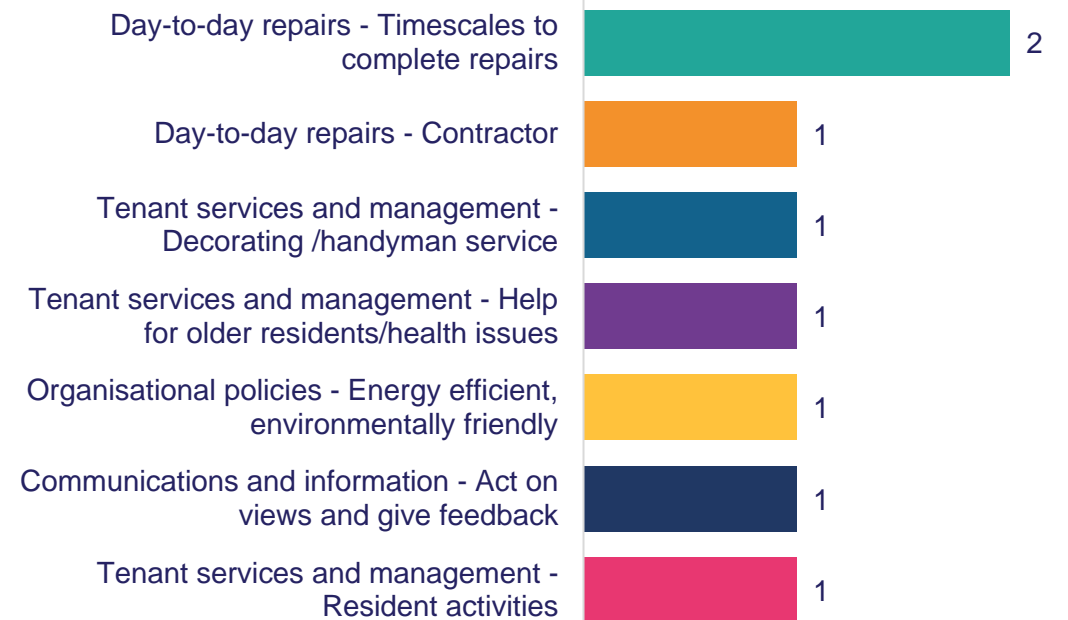 Day-to-day repairs - Timescales to
complete repairs
2
Day-to-day repairs - Contractor
1
Tenant services and management -
Decorating /handyman service
1
Tenant services and management - Help
for older residents/health issues
1
Organisational policies - Energy efficient,
environmentally friendly
1
Communications and information - Act on
views and give feedback
1
Tenant services and management -
Resident activities
1